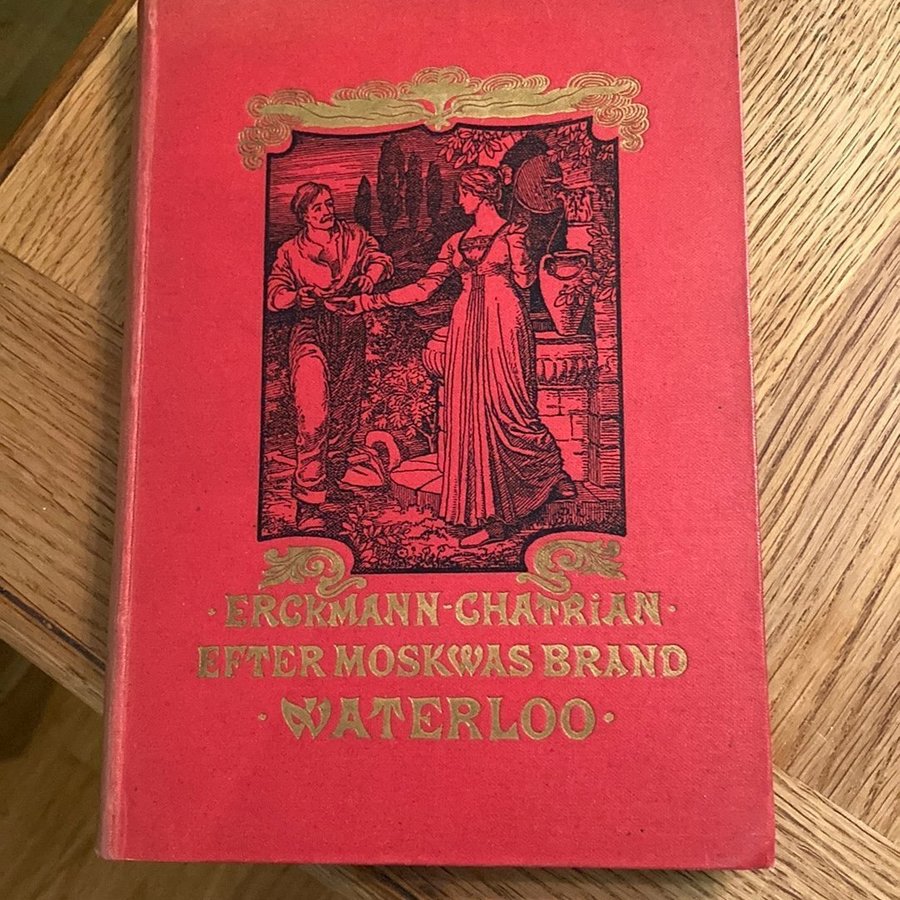 · ERCKMANN-CHATRiAN ·
EFTER MOSKWAS BRAND
· WATERLOO ·